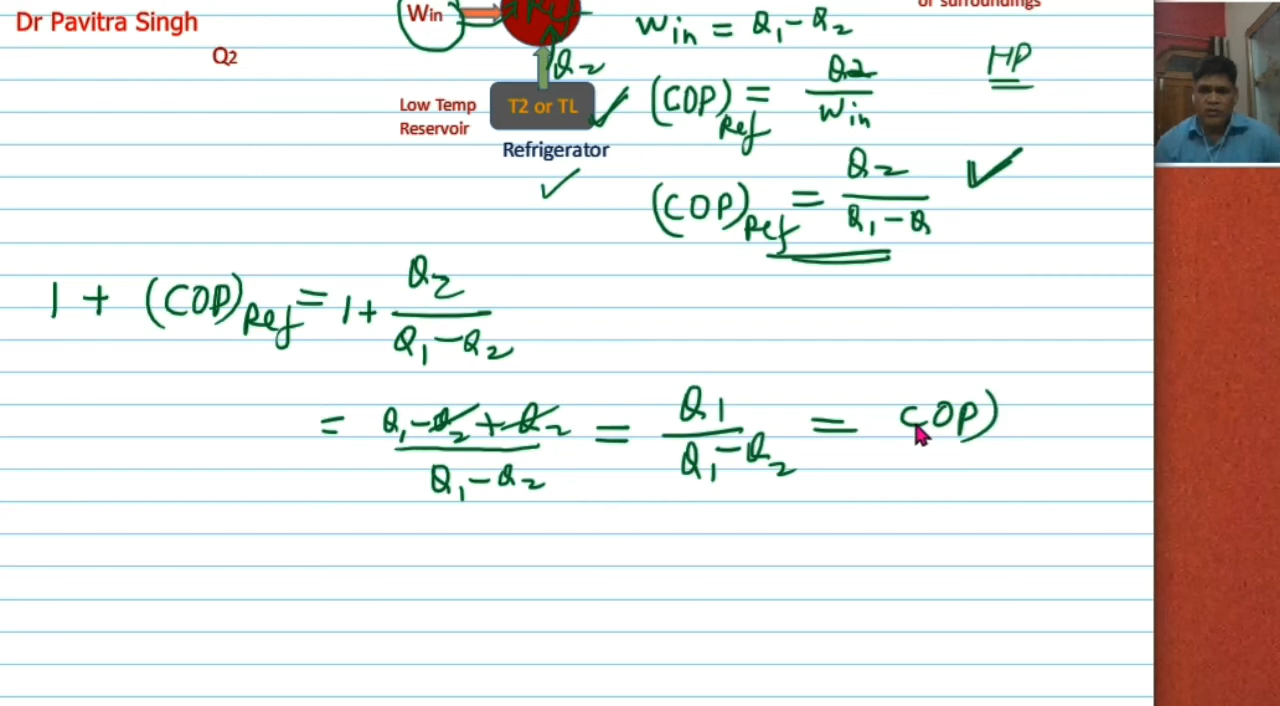 or surroundings
Dr Pavitra Singh
Win
Win = Q1 - Q2
Q2
Q2
(COP)Ref = Q2 / Win
HP
Low Temp Reservoir
T2 or TL
Refrigerator
(COP)Ref = Q2 / Q1 - Q
1 + (COP)Ref = 1 + Q2 / Q1 - Q2
= Q1 - Q2 + Q2 / Q1 - Q2 = Q1 / Q1 - Q2 = COP)